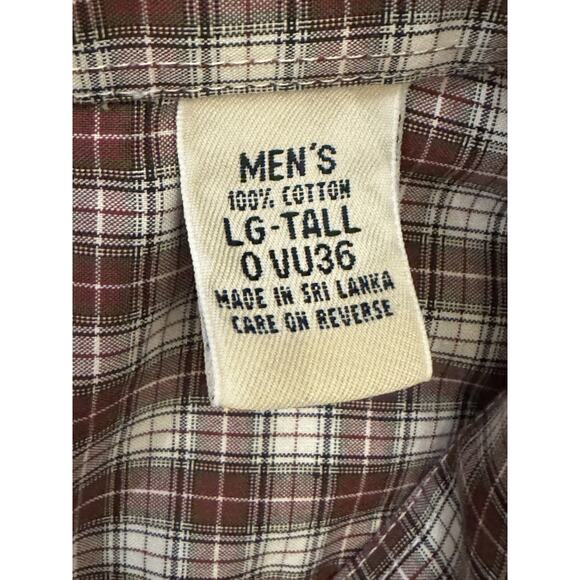 MEN'S
100% COTTON
LG-TALL
0 VU36
MADE IN SRI LANKA
CARE ON REVERSE